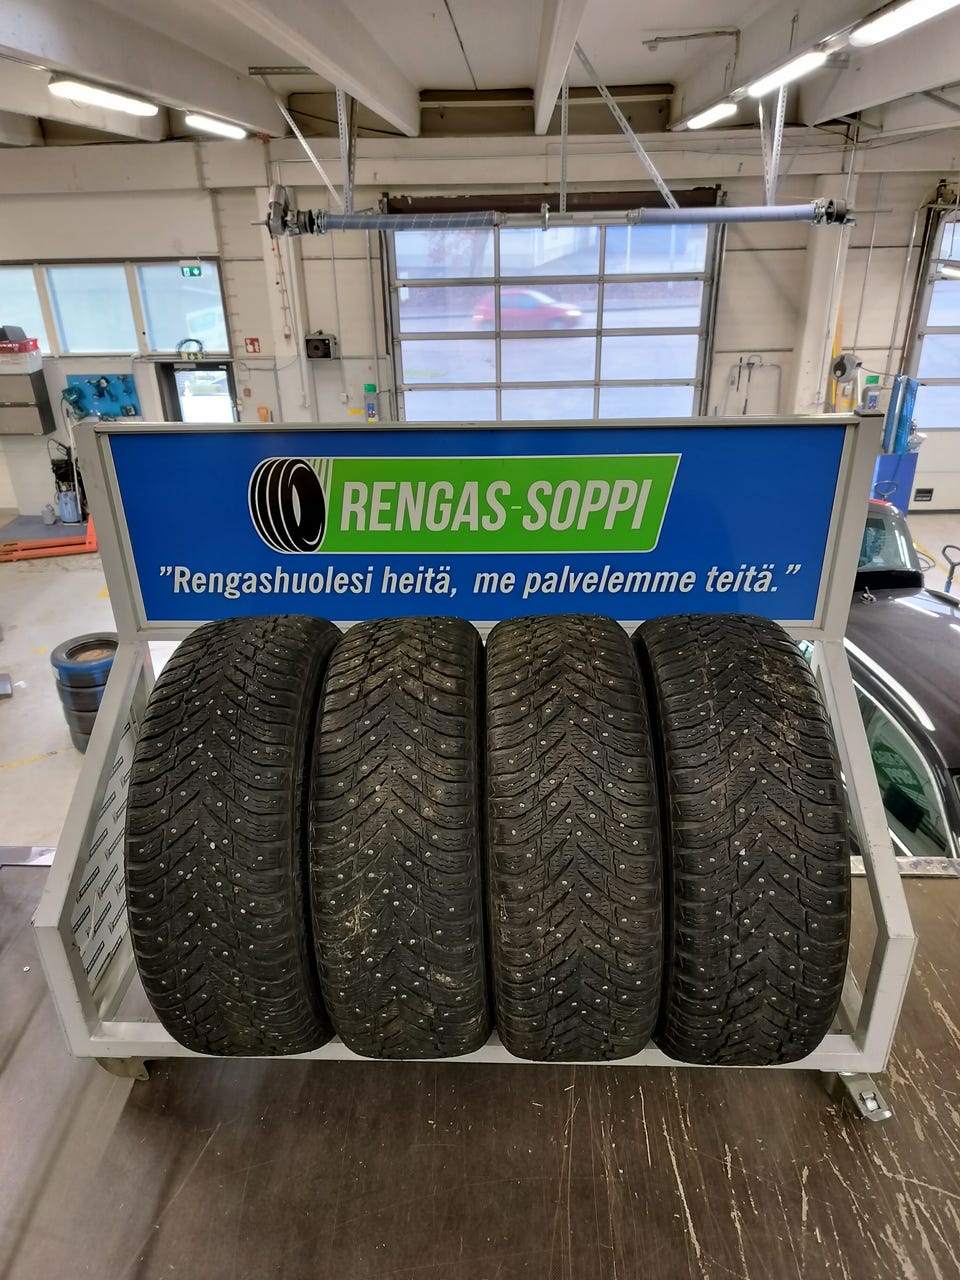 RENGAS-SOPPI
”Rengashuolesi heitä, me palvelemme teitä.”